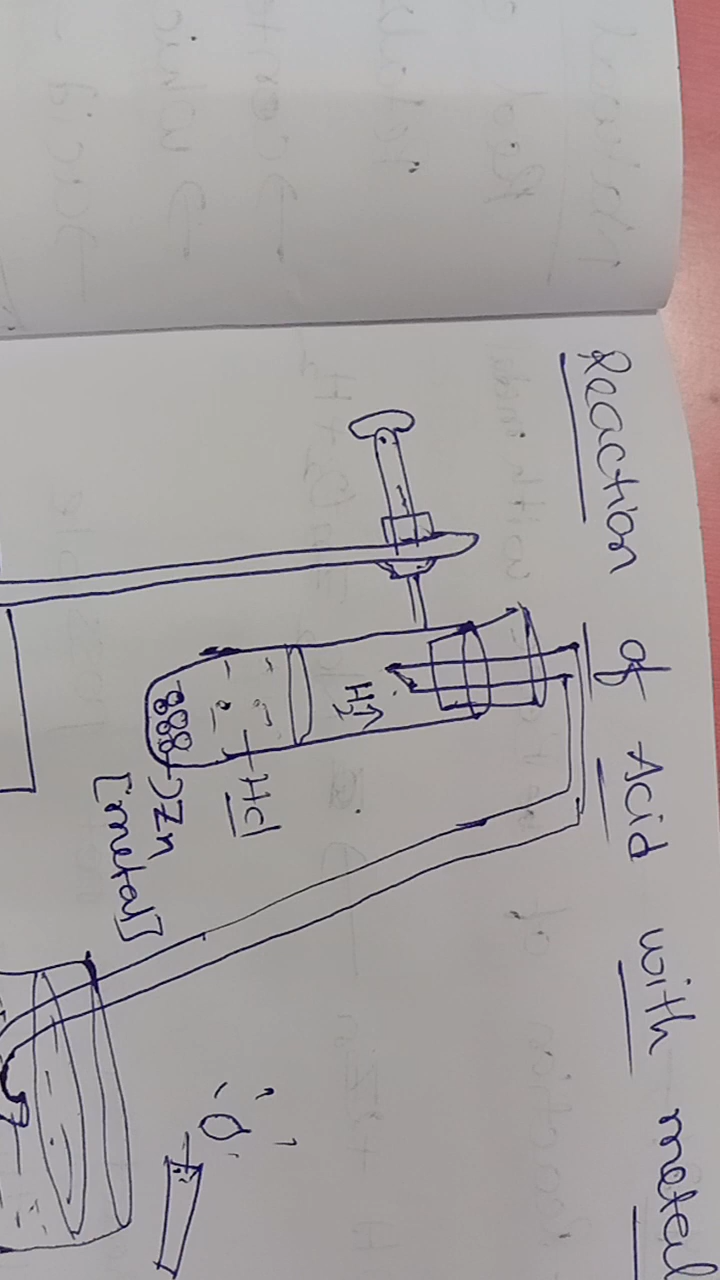 Reaction of Acid with metal
H₂↑
HCl
Zn
[metal]